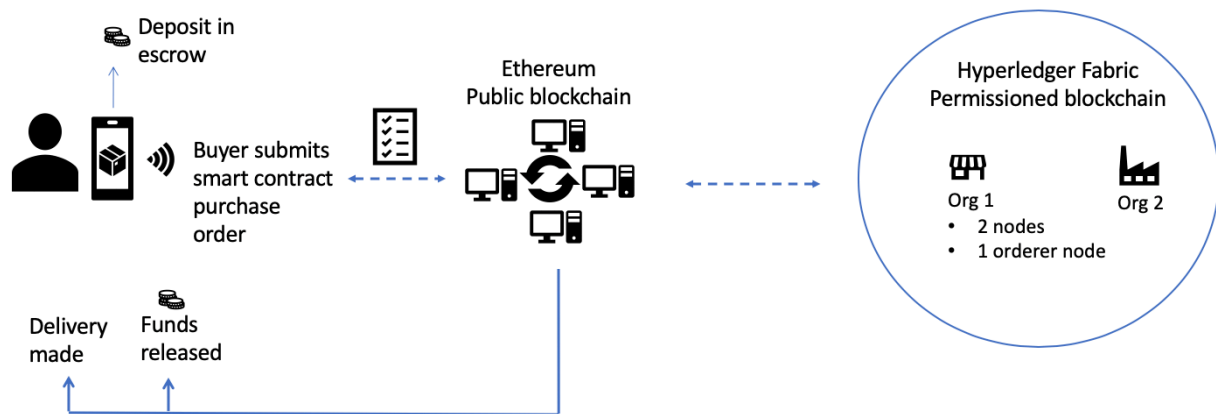 Deposit in
escrow
Buyer submits
smart contract
purchase
order
Ethereum
Public blockchain
Hyperledger Fabric
Permissioned blockchain
Org 1
• 2 nodes
• 1 orderer node
Org 2
Delivery
made
Funds
released